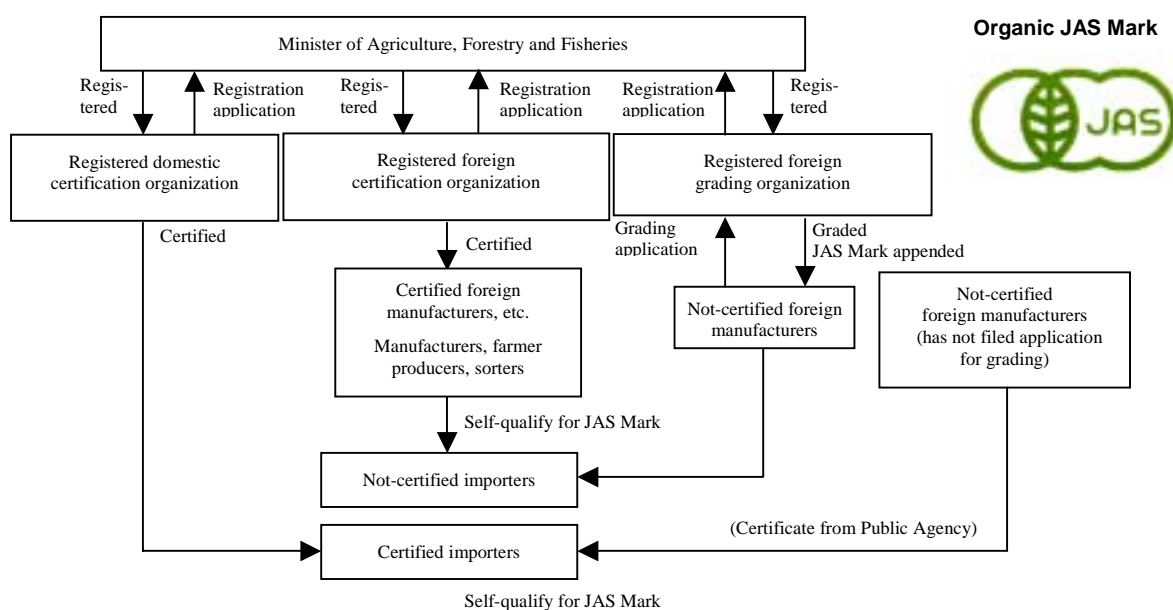 Organic JAS Mark
Minister of Agriculture, Forestry and Fisheries
Regis-
tered
Registration
application
Regis-
tered
Registration
application
Registration
application
Regis-
tered
JAS
Registered domestic
certification organization
Registered foreign
certification organization
Registered foreign
grading organization
Certified
Certified
Grading
application
Graded
JAS Mark appended
Certified foreign
manufacturers, etc.
Manufacturers, farmer
producers, sorters
Not-certified foreign
manufacturers
Not-certified
foreign manufacturers
(has not filed application
for grading)
Self-qualify for JAS Mark
Not-certified importers
(Certificate from Public Agency)
Certified importers
Self-qualify for JAS Mark